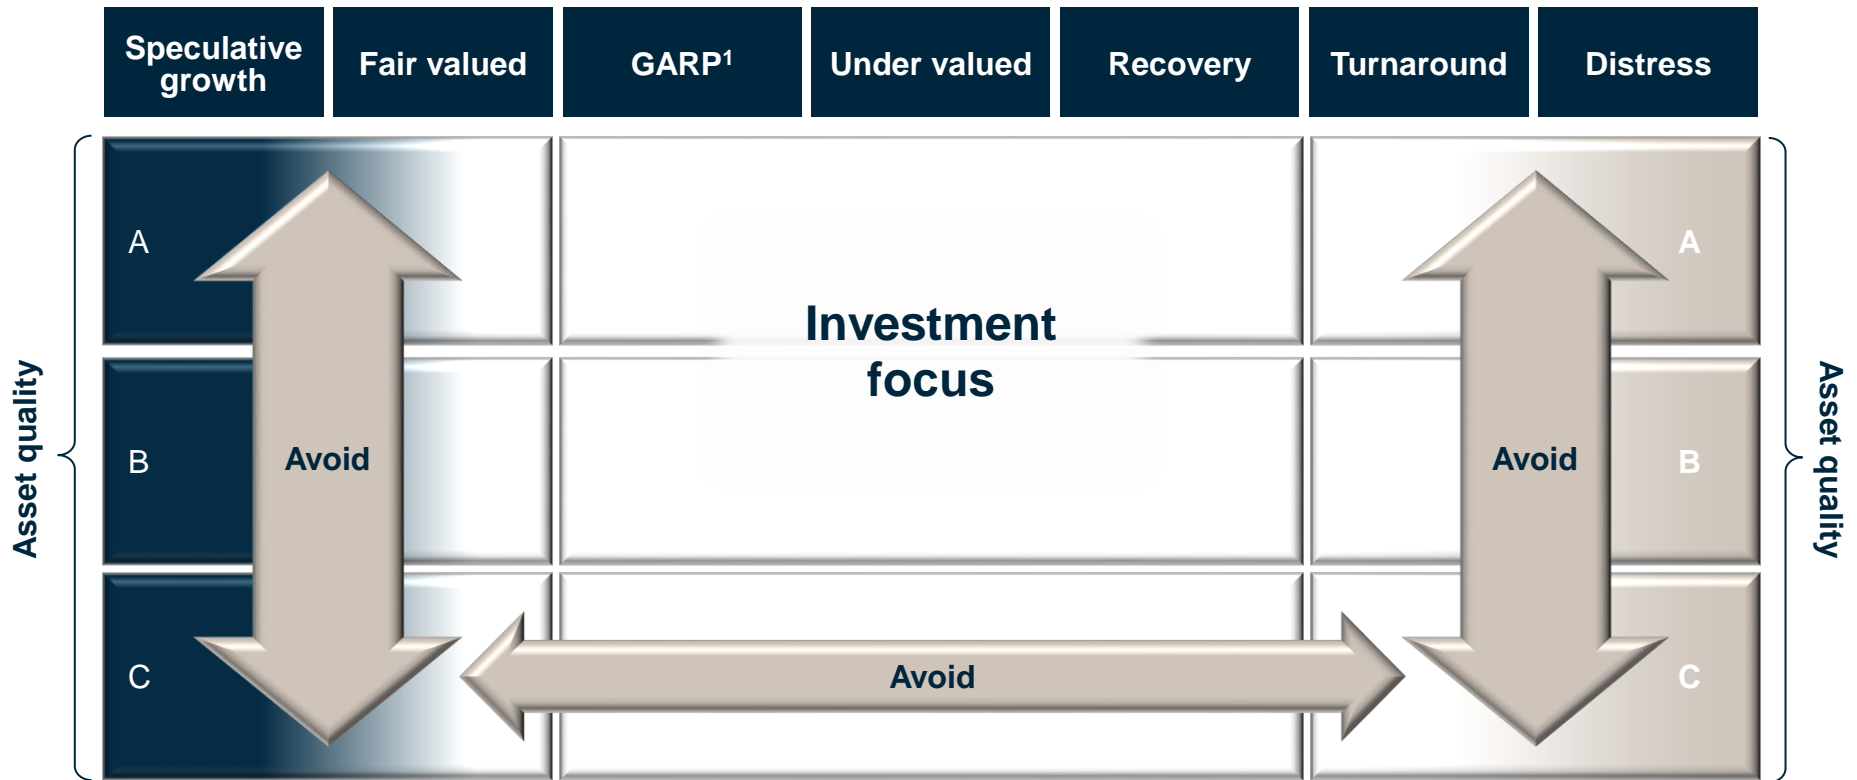 Speculative
growth
Fair valued
GARP¹
Under valued
Recovery
Turnaround
Distress
Asset quality
A
A
Investment
focus
B
Avoid
Avoid
B
Asset quality
C
Avoid
C